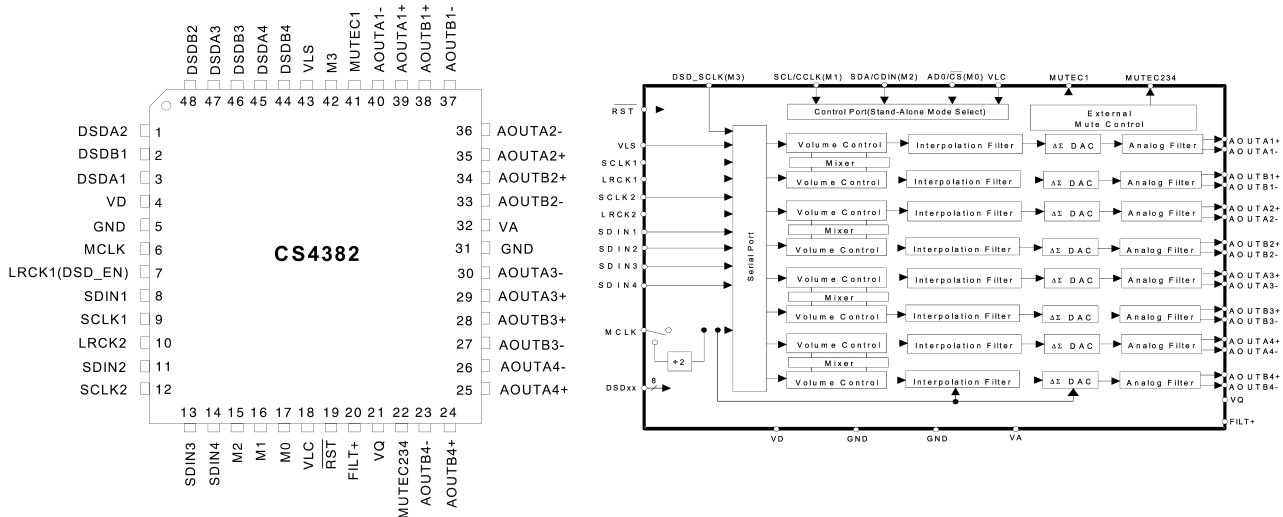 DSDB2
DSDA3
DSDB3
DSDA4
DSDB4
VLS
M3
MUTEC1
AOUTA1-
AOUTA1+
AOUTB1+
AOUTB1-
48 47 46 45 44 43 42 41 40 39 38 37
DSDA2 1
DSDB1 2
DSDA1 3
VD 4
GND 5
MCLK 6
LRCK1(DSD_EN) 7
SDIN1 8
SCLK1 9
LRCK2 10
SDIN2 11
SCLK2 12
CS4382
36 AOUTA2-
35 AOUTA2+
34 AOUTB2+
33 AOUTB2-
32 VA
31 GND
30 AOUTA3-
29 AOUTA3+
28 AOUTB3+
27 AOUTB3-
26 AOUTA4-
25 AOUTA4+
13 14 15 16 17 18 19 20 21 22 23 24
SDIN3
SDIN4
M2
M1
M0
VLC
RST
FILT+
VQ
MUTEC234
AOUTB4-
AOUTB4+
DSD_SCLK(M3) SCL/CCLK(M1) SDA/CDIN(M2) AD0/CS(M0) VLC MUTEC1 MUTEC234
RST
VLS
SCLK1
LRCK1
SCLK2
LRCK2
SDIN1
SDIN2
SDIN3
SDIN4
MCLK
÷2
DSDxx
8
Serial Port
Control Port(Stand-Alone Mode Select)
External
Mute Control
Volume Control Interpolation Filter ΔΣ DAC Analog Filter
Mixer
Volume Control Interpolation Filter ΔΣ DAC Analog Filter
Volume Control Interpolation Filter ΔΣ DAC Analog Filter
Mixer
Volume Control Interpolation Filter ΔΣ DAC Analog Filter
Volume Control Interpolation Filter ΔΣ DAC Analog Filter
Mixer
Volume Control Interpolation Filter ΔΣ DAC Analog Filter
Volume Control Interpolation Filter ΔΣ DAC Analog Filter
Mixer
Volume Control Interpolation Filter ΔΣ DAC Analog Filter
AOUTA1+
AOUTA1-
AOUTB1+
AOUTB1-
AOUTA2+
AOUTA2-
AOUTB2+
AOUTB2-
AOUTA3+
AOUTA3-
AOUTB3+
AOUTB3-
AOUTA4+
AOUTA4-
AOUTB4+
AOUTB4-
VQ
FILT+
VD GND GND VA